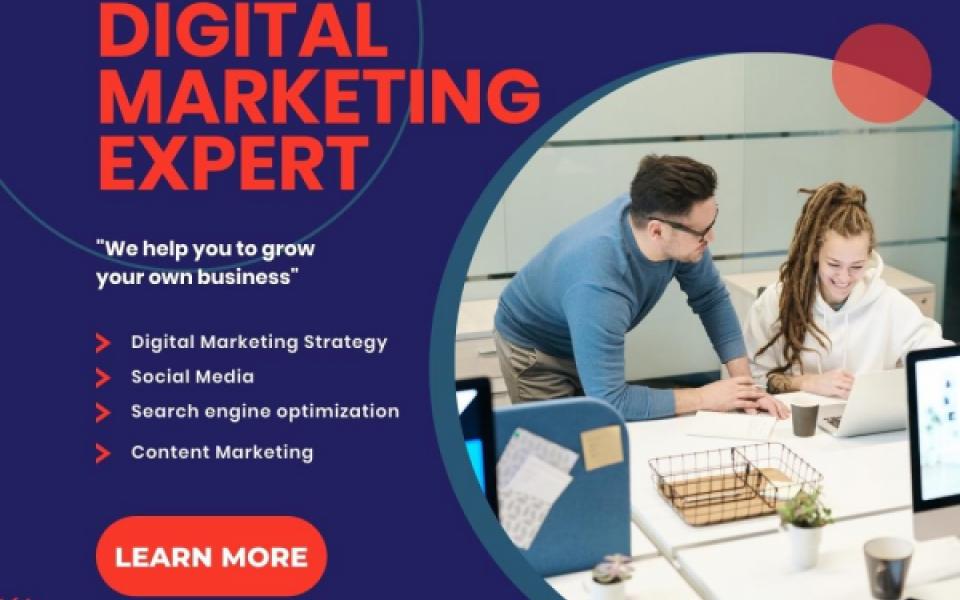 DIGITAL
MARKETING
EXPERT
"We help you to grow
your own business"
Digital Marketing Strategy
Social Media
Search engine optimization
Content Marketing
LEARN MORE